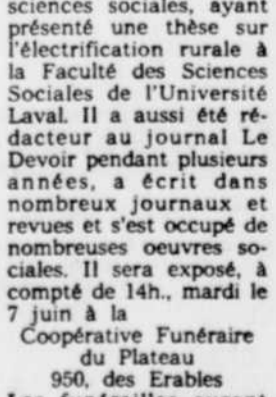 sciences sociales, ayant
présenté une thèse sur
l'électrification rurale à
la Faculté des Sciences
Sociales de l'Université
Laval. Il a aussi été ré-
dacteur au journal Le
Devoir pendant plusieurs
années, a écrit dans
nombreux journaux et
revues et s'est occupé de
nombreuses oeuvres so-
ciales. Il sera exposé, à
compté de 14h., mardi le
7 juin à la
Coopérative Funéraire
du Plateau
950, des Erables